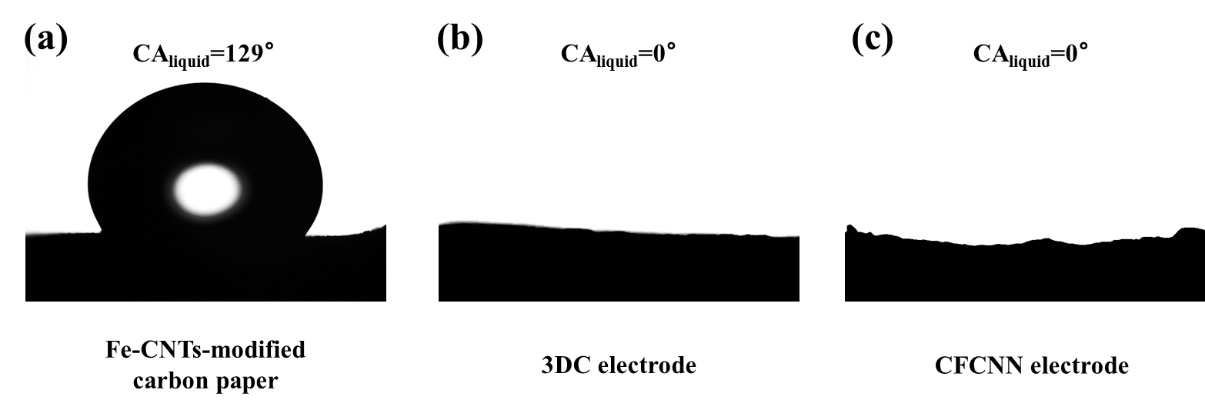 (a)
CAliquid=129°
(b)
CAliquid=0°
(c)
CAliquid=0°
Fe-CNTs-modified
carbon paper
3DC electrode
CFCNN electrode